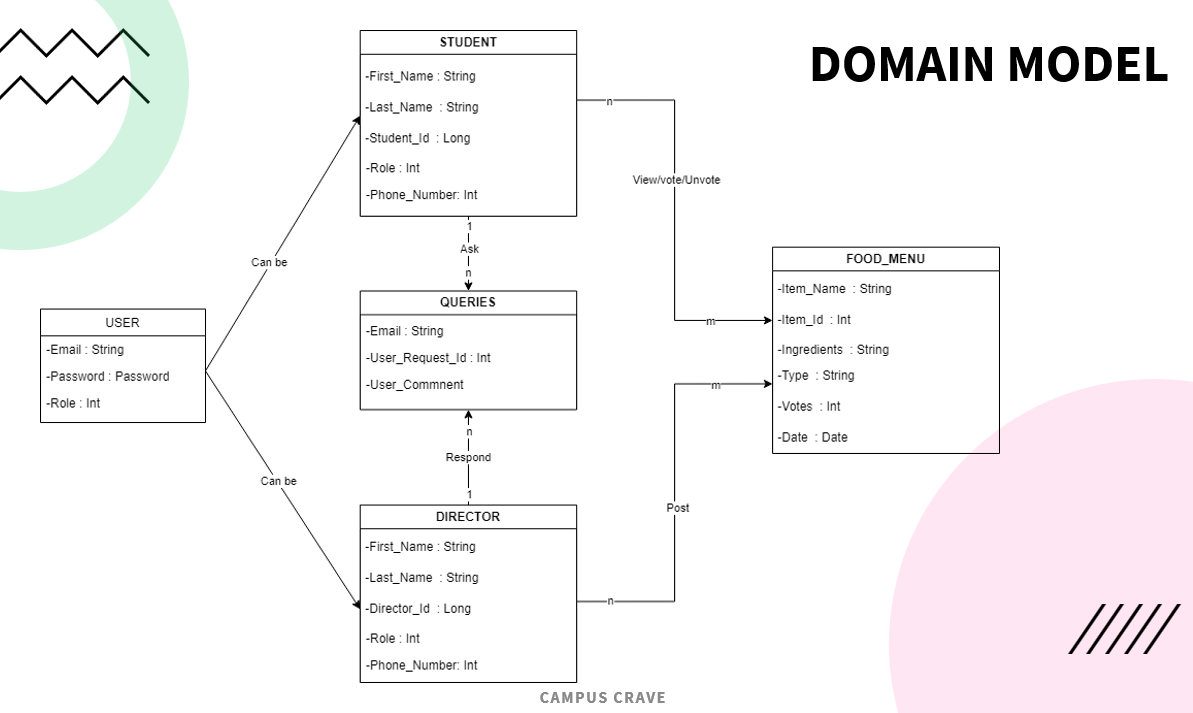 DOMAIN MODEL
STUDENT
-First_Name : String
-Last_Name : String
-Student_Id : Long
-Role : Int
-Phone_Number: Int
n
View/vote/Unvote
m
1
Ask
n
Can be
QUERIES
-Email : String
-User_Request_Id : Int
-User_Commnent
FOOD_MENU
-Item_Name : String
-Item_Id : Int
-Ingredients : String
-Type : String
-Votes : Int
-Date : Date
USER
-Email : String
-Password : Password
-Role : Int
m
n
Respond
1
Can be
Post
DIRECTOR
-First_Name : String
-Last_Name : String
-Director_Id : Long
-Role : Int
-Phone_Number: Int
n
CAMPUS CRAVE